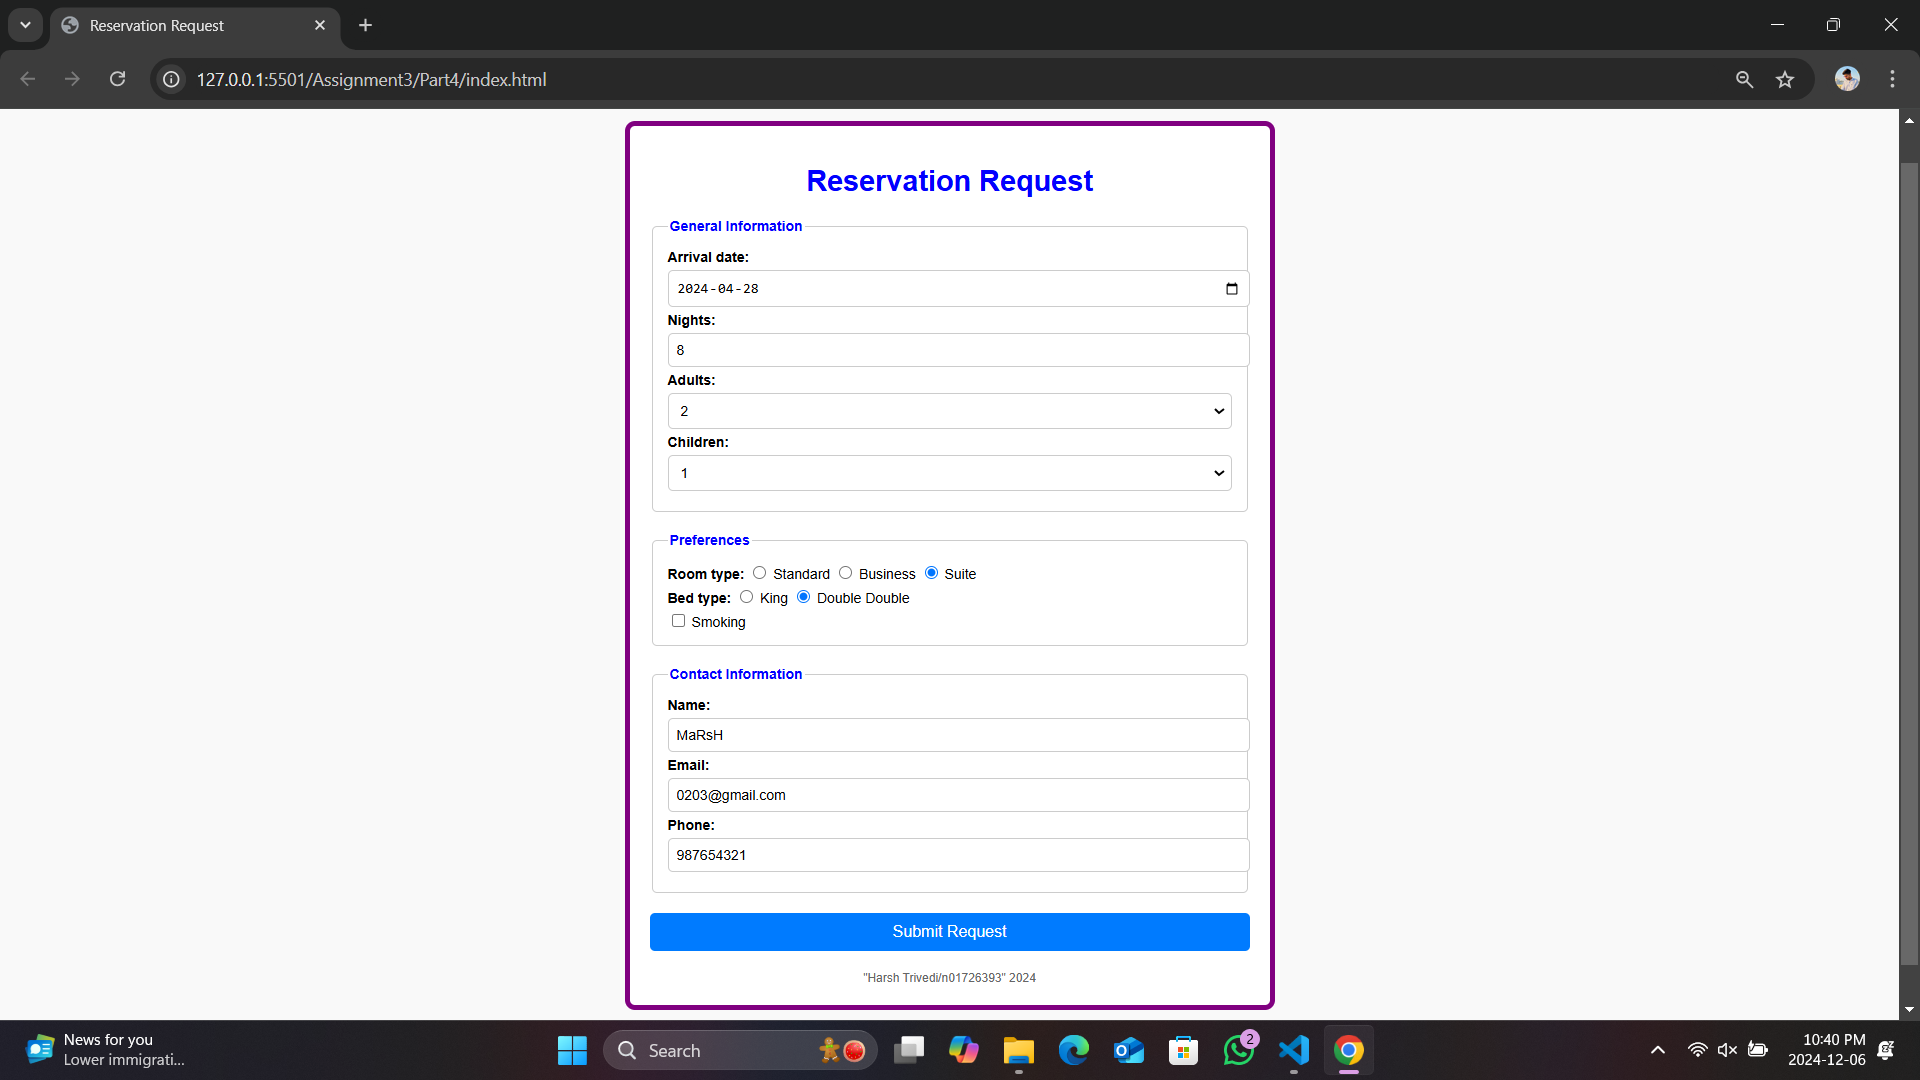 Reservation Request
127.0.0.1:5501/Assignment3/Part4/index.html
Reservation Request
General Information
Arrival date:
2024-04-28
Nights:
8
Adults:
2
Children:
1
Preferences
Room type: Standard Business Suite
Bed type: King Double Double
Smoking
Contact Information
Name:
MaRsH
Email:
0203@gmail.com
Phone:
987654321
Submit Request
"Harsh Trivedi/n01726393" 2024
News for you
Lower immigrati...
Search
2
10:40 PM
2024-12-06